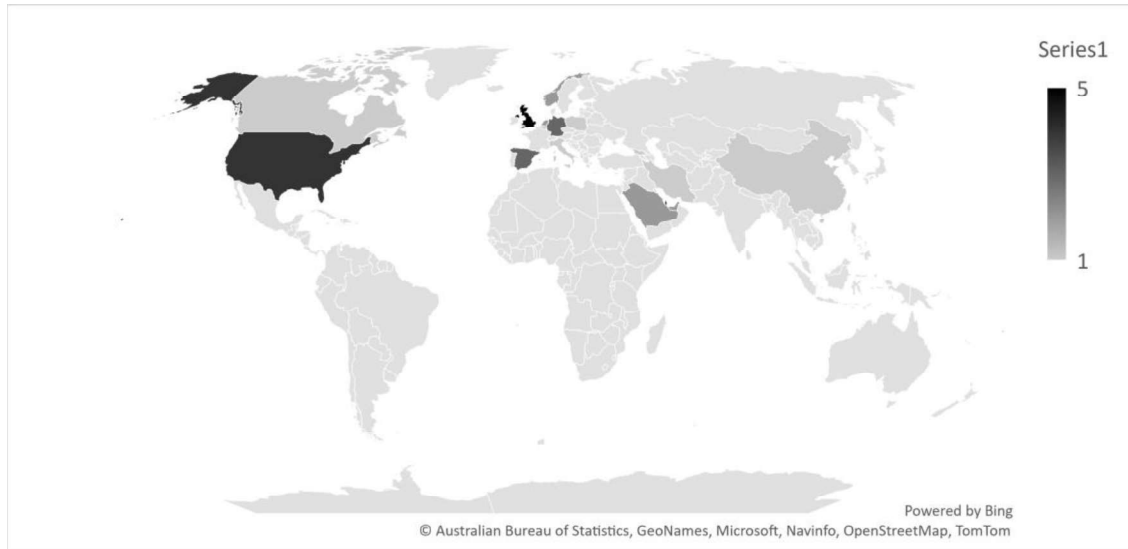 Series1
5
1
Powered by Bing
© Australian Bureau of Statistics, GeoNames, Microsoft, Navinfo, OpenStreetMap, TomTom